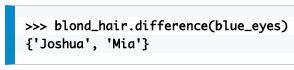 >>> blond_hair.difference(blue_eyes)
{'Joshua', 'Mia'}